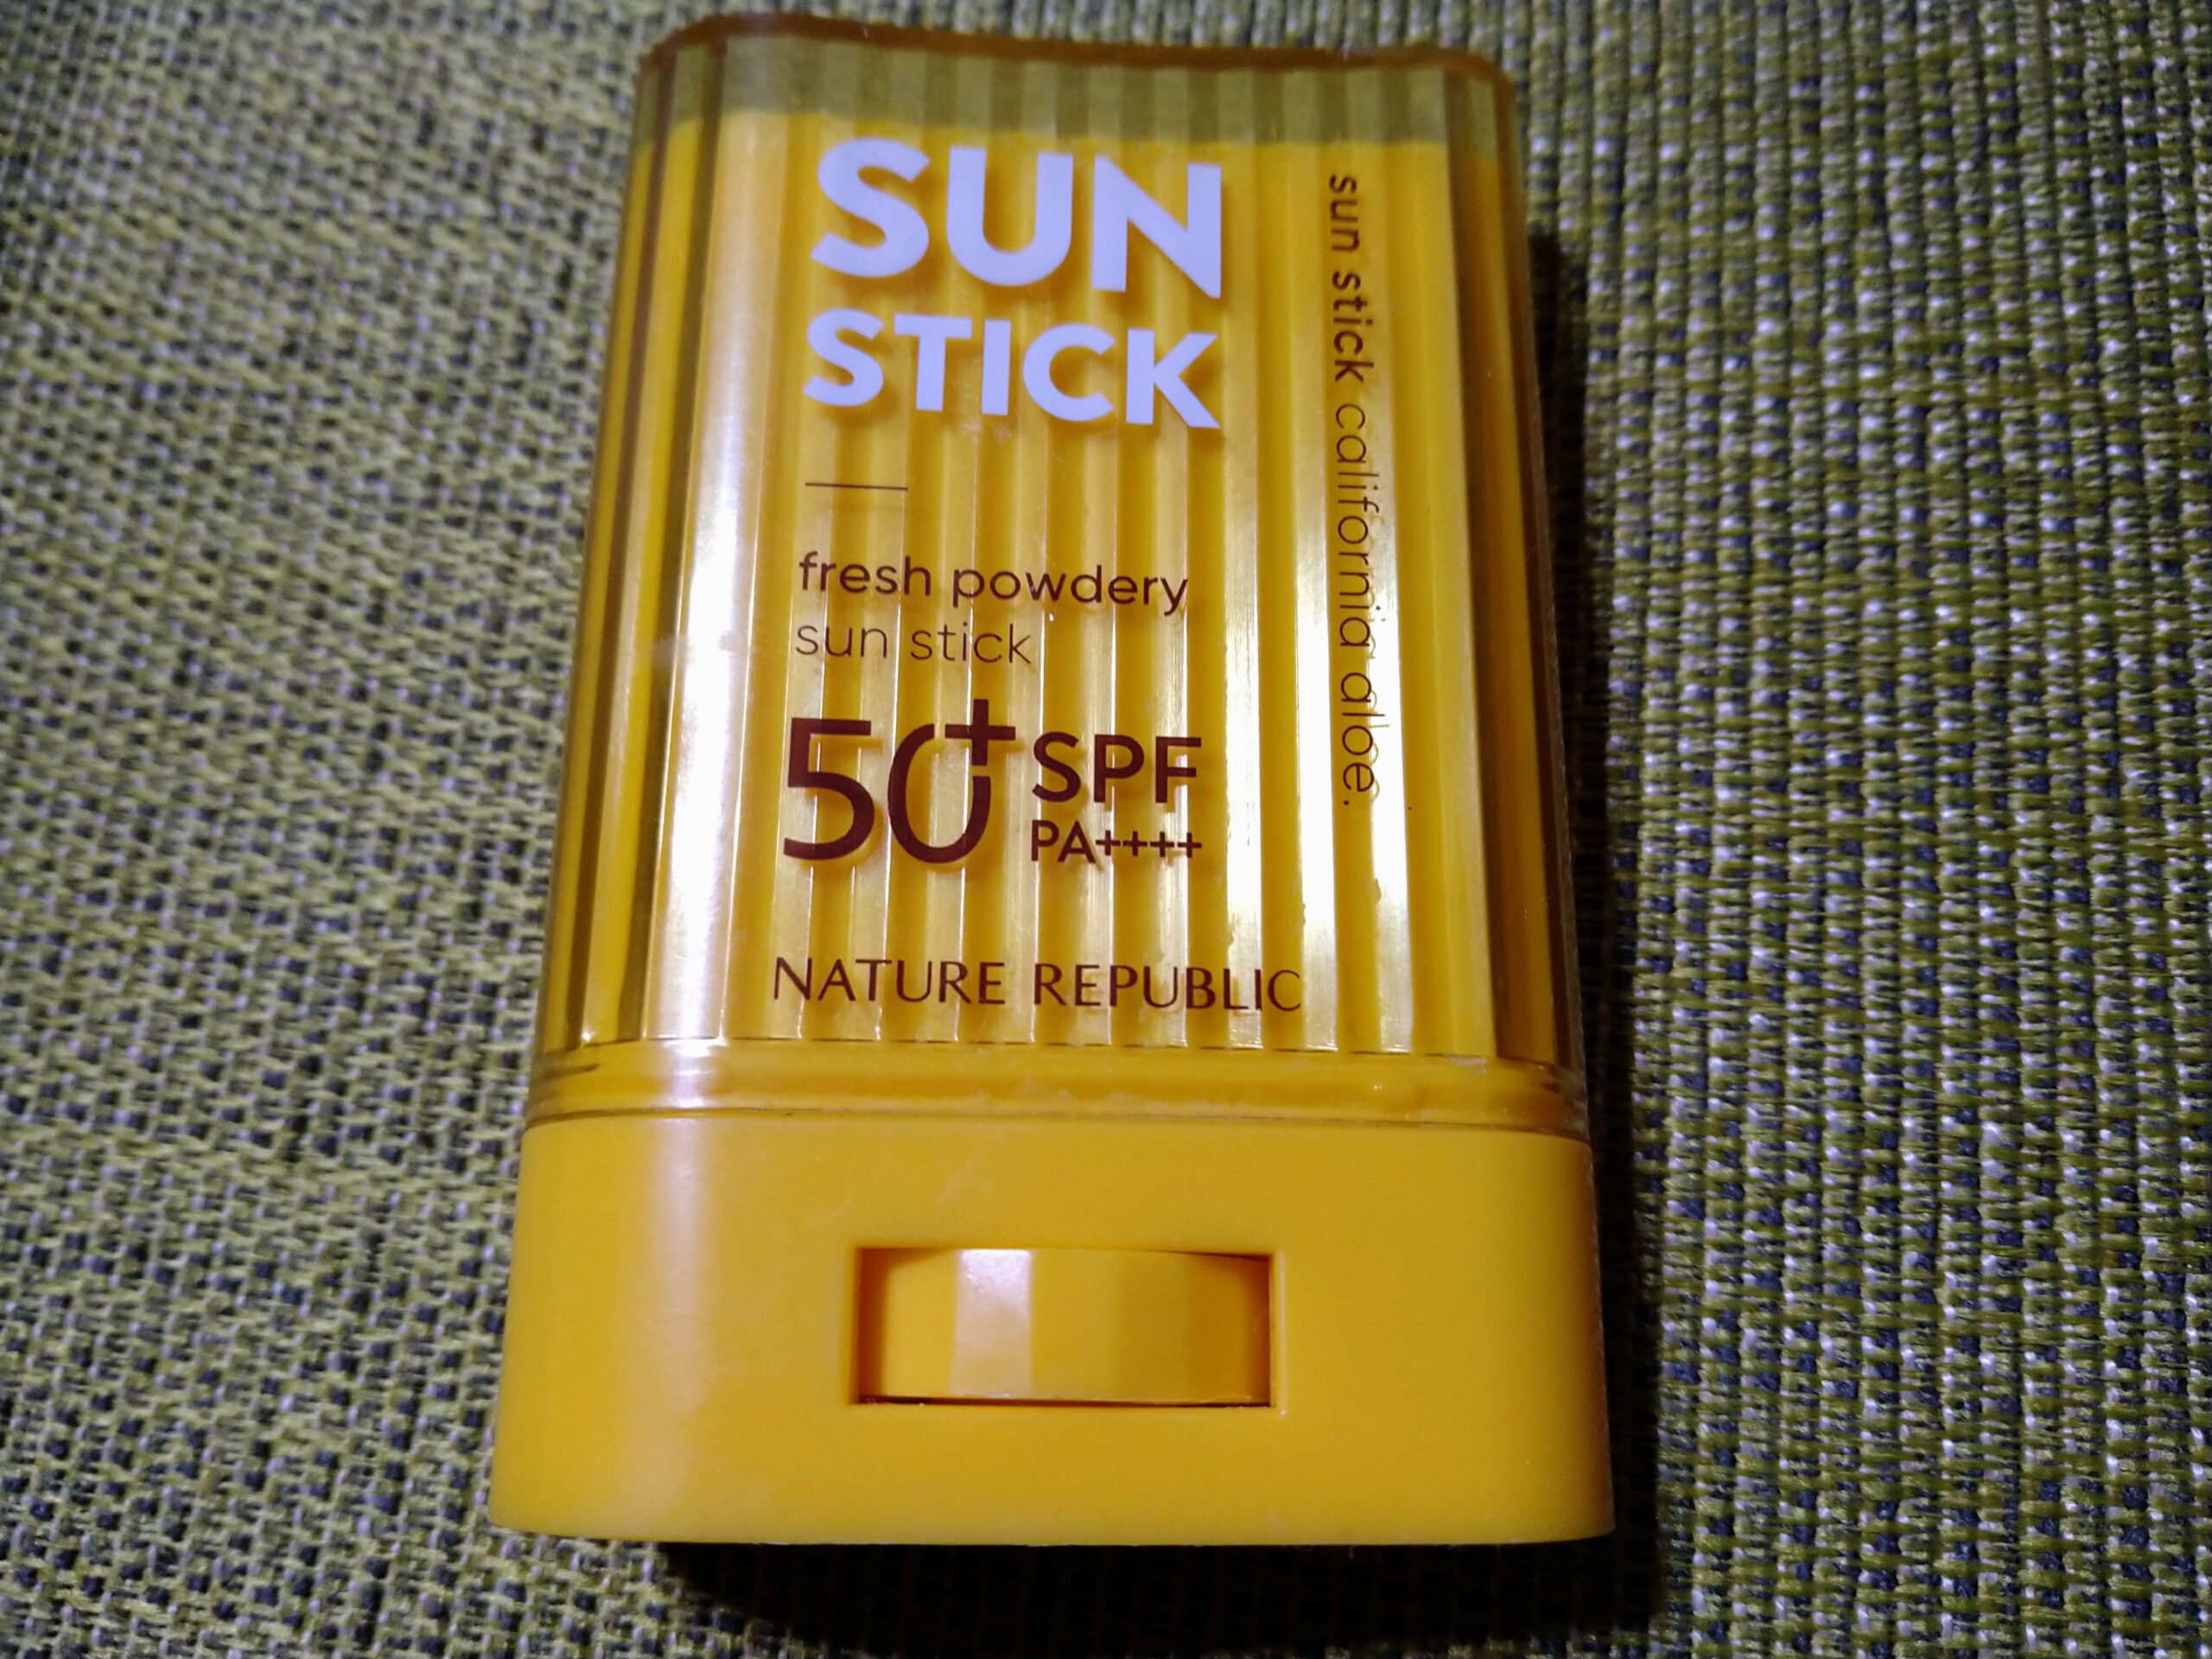 SUN
STICK
fresh powdery
sun stick
50+ SPF
PA++++
NATURE REPUBLIC
sun stick california aloe.